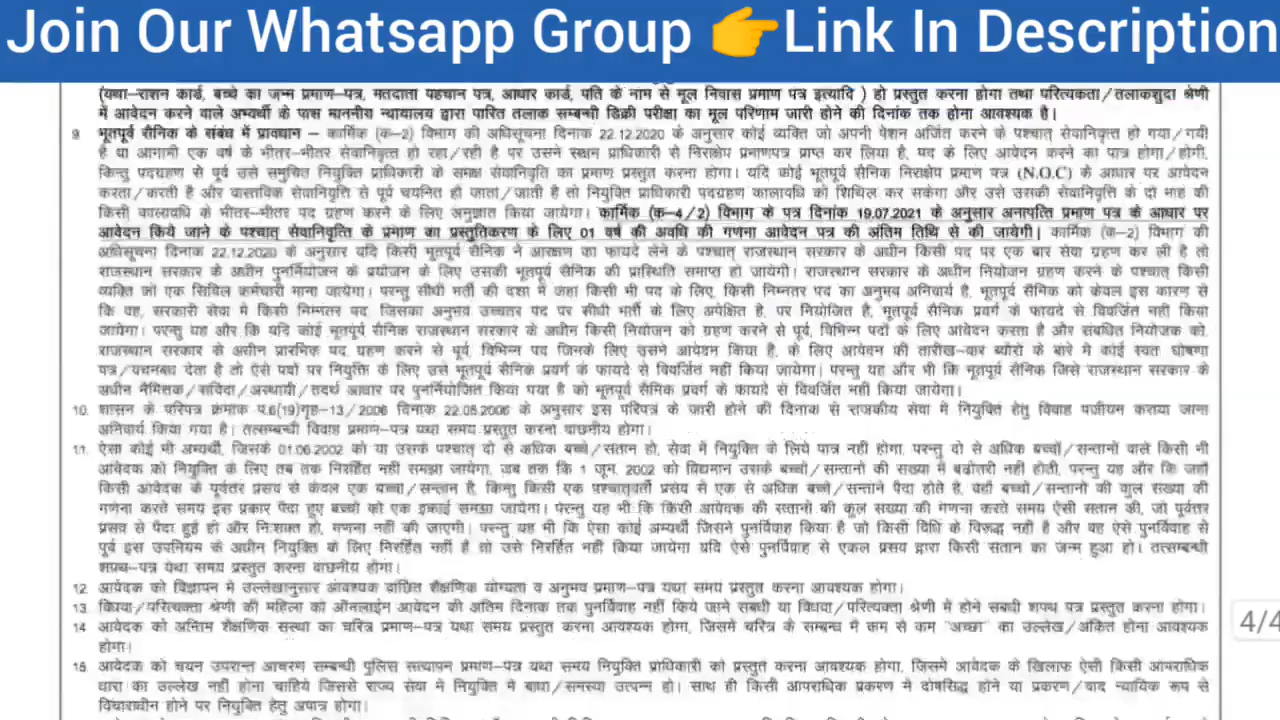 Join Our Whatsapp Group 👉Link In Description
(यथा–राशन कार्ड, बच्चे का जन्म प्रमाण–पत्र, मतदाता पहचान पत्र, आधार कार्ड, पति के नाम से मूल निवास प्रमाण पत्र इत्यादि ) ही प्रस्तुत करना होगा तथा परित्यकता/तलाकशुदा श्रेणी
में आवेदन करने वाले अभ्यर्थी के पास माननीय न्यायालय द्वारा पारित तलाक सम्बन्धी डिक्री परीक्षा का मूल परिणाम जारी होने की दिनांक तक होना आवश्यक है।
9. भूतपूर्व सैनिक के संबंध में प्रावधान – कार्मिक (क–2) विभाग की अधिसूचना दिनांक 22.12.2020 के अनुसार कोई व्यक्ति जो अपनी पेंशन अर्जित करने के पश्चात् सेवानिवृत्त हो गया/गयी
है या आगामी एक वर्ष के भीतर–भीतर सेवानिवृत्त हो रहा/रही है पर उसने सक्षम प्राधिकारी से निराक्षेप प्रमाणपत्र प्राप्त कर लिया है, पद के लिए आवेदन करने का पात्र होगा/होगी,
किन्तु पदग्रहण से पूर्व उसे समुचित नियुक्ति प्राधिकारी के समक्ष सेवानिवृति का प्रमाण प्रस्तुत करना होगा। यदि कोई भूतपूर्व सैनिक निराक्षेप प्रमाण पत्र (N.O.C) के आधार पर आवेदन
करता/करती है और वास्तविक सेवानिवृति से पूर्व चयनित हो जाता/जाती है तो नियुक्ति प्राधिकारी पदग्रहण कालावधि को शिथिल कर सकेगा और उसे उसकी सेवानिवृत्ति के दो माह की
किसी कालावधि के भीतर–भीतर पद ग्रहण करने के लिए अनुज्ञात किया जायेगा। कार्मिक (क–4/2) विभाग के पत्र दिनांक 19.07.2021 के अनुसार अनापत्ति प्रमाण पत्र के आधार पर
आवेदन किये जाने के पश्चात् सेवानिवृत्ति के प्रमाण का प्रस्तुतिकरण के लिए 01 वर्ष की अवधि की गणना आवेदन पत्र की अंतिम तिथि से की जायेगी। कार्मिक (क–2) विभाग की
अधिसूचना दिनांक 22.12.2020 के अनुसार यदि किसी भूतपूर्व सैनिक ने आरक्षण का फायदे लेने के पश्चात् राजस्थान सरकार के अधीन किसी पद पर एक बार सेवा ग्रहण कर ली है तो
राजस्थान सरकार के अधीन पुनर्नियोजन के प्रयोजन के लिए उसकी भूतपूर्व सैनिक की प्रास्थिति समाप्त हो जायेगी। राजस्थान सरकार के अधीन नियोजन ग्रहण करने के पश्चात् किसी
व्यक्ति जो एक सिविल कर्मचारी माना जायेगा। परन्तु सीधी भर्ती की दशा में जहां किसी भी पद के लिए, किसी निम्नतर पद का अनुभव अनिवार्य है, भूतपूर्व सैनिक को केवल इस कारण से
कि वह, सरकारी सेवा में किसी निम्नतर पद, जिसका अनुभव उच्चतर पद पर सीधी भर्ती के लिए अपेक्षित है, पर नियोजित है, भूतपूर्व सैनिक प्रवर्ग के फायदे से विवर्जित नहीं किया
जायेगा। परन्तु यह और कि यदि कोई भूतपूर्व सैनिक राजस्थान सरकार के अधीन किसी नियोजन को ग्रहण करने से पूर्व, विभिन्न पदों के लिए आवेदन करता है और संबंधित नियोजक को,
राजस्थान सरकार के अधीन प्रारंभिक पद ग्रहण करने से पूर्व, विभिन्न पद जिनके लिए उसने आवेदन किया है, के लिए आवेदन की तारीख–वार ब्यौरों के बारे में कोई स्वतः घोषणा
पत्र/वचनबंध देता है तो ऐसे पदों पर नियुक्ति के लिए उसे भूतपूर्व सैनिक प्रवर्ग के फायदे से विवर्जित नहीं किया जायेगा। परन्तु यह और भी कि भूतपूर्व सैनिक जिसे राजस्थान सरकार के
अधीन नैमित्तिक/संविदा/अस्थायी/तदर्थ आधार पर पुनर्नियोजित किया गया है को भूतपूर्व सैनिक प्रवर्ग के फायदे से विवर्जित नहीं किया जायेगा।
10. शासन के परिपत्र क्रमांक प.6(19)गृह–13/2006 दिनांक 22.05.2006 के अनुसार इस परिपत्र के जारी होने की दिनांक से राजकीय सेवा में नियुक्ति हेतु विवाह पंजीयन कराया जाना
अनिवार्य किया गया है। तत्सम्बन्धी विवाह प्रमाण–पत्र यथा समय प्रस्तुत करना वांछनीय होगा।
11. ऐसा कोई भी अभ्यर्थी, जिसके 01.06.2002 को या उसके पश्चात् दो से अधिक बच्चे/संतान हो, सेवा में नियुक्ति के लिये पात्र नहीं होगा, परन्तु दो से अधिक बच्चों/सन्तानों वाले किसी भी
आवेदक को नियुक्ति के लिए तब तक निरर्हित नहीं समझा जायेगा, जब तक कि 1 जून, 2002 को विद्यमान उसके बच्चों/सन्तानों की संख्या में बढोतरी नहीं होती, परन्तु यह और कि जहाँ
किसी आवेदक के पूर्वतर प्रसव से केवल एक बच्चा/सन्तान है, किन्तु किसी एक पश्चात्वर्ती प्रसव से एक से अधिक बच्चे/सन्तानें पैदा होते है, वहाँ बच्चों/सन्तानों की कुल संख्या की
गणना करते समय इस प्रकार पैदा हुए बच्चों को एक इकाई समझा जायेगा। परन्तु यह भी कि किसी आवेदक की संतानों की कुल संख्या की गणना करते समय ऐसी संतान की, जो पूर्वतर
प्रसव से पैदा हुई हो और निःशक्त हो, गणना नहीं की जाएगी। परन्तु यह भी कि ऐसा कोई अभ्यर्थी जिसने पुनर्विवाह किया है जो किसी विधि के विरूद्ध नहीं है और वह ऐसे पुनर्विवाह से
पूर्व इस उपनियम के अधीन नियुक्ति के लिए निरर्हित नहीं है तो उसे निरर्हित नहीं किया जायेगा यदि ऐसे पुनर्विवाह से एकल प्रसव द्वारा किसी संतान का जन्म हुआ हो। तत्सम्बन्धी
शपथ–पत्र यथा समय प्रस्तुत करना वांछनीय होगा।
12. आवेदक को विज्ञापन में उल्लेखानुसार आवश्यक वांछित शैक्षणिक योग्यता व अनुभव प्रमाण–पत्र यथा समय प्रस्तुत करना आवश्यक होगा।
13. विधवा/परित्यक्ता श्रेणी की महिला को ऑनलाईन आवेदन की अंतिम दिनांक तक पुनर्विवाह नहीं किये जाने संबंधी या विधवा/परित्यक्ता श्रेणी में होने संबंधी शपथ पत्र प्रस्तुत करना होगा।
14. आवेदक को अन्तिम शैक्षणिक संस्था का चरित्र प्रमाण–पत्र यथा समय प्रस्तुत करना आवश्यक होगा, जिसमें चरित्र के सम्बन्ध में कम से कम "अच्छा" का उल्लेख/अंकित होना आवश्यक
होगा।
4/4
15. आवेदक को चयन उपरान्त आचरण सम्बन्धी पुलिस सत्यापन प्रमाण–पत्र यथा समय नियुक्ति प्राधिकारी को प्रस्तुत करना आवश्यक होगा, जिसमें आवेदक के खिलाफ ऐसी किसी आपराधिक
धारा का उल्लेख नहीं होना चाहिये जिससे राज्य सेवा में नियुक्ति में बाधा/समस्या उत्पन्न हो। साथ ही किसी आपराधिक प्रकरण में दोषसिद्ध होने या प्रकरण/वाद न्यायिक रूप से
विचाराधीन होने पर नियुक्ति हेतु अपात्र होगा।